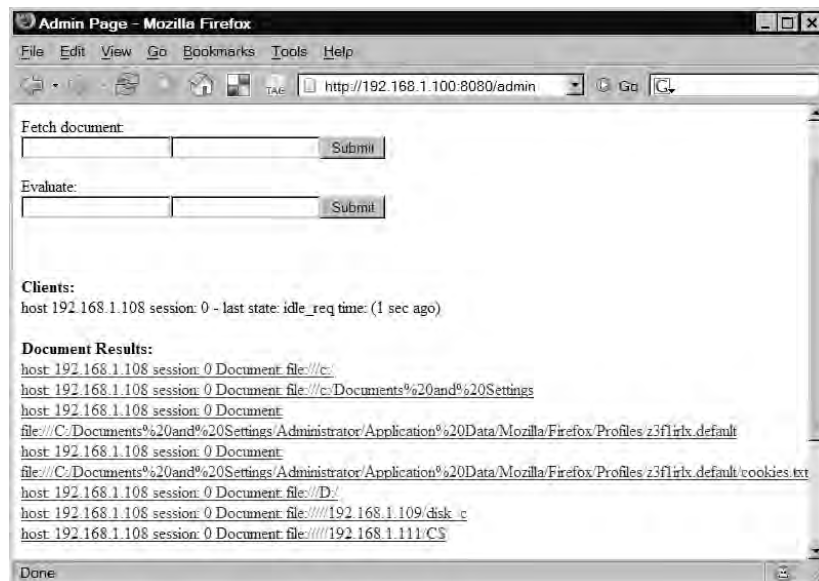 Admin Page - Mozilla Firefox
File Edit View Go Bookmarks Tools Help
TAG http://192.168.1.100:8080/admin Go G
Fetch document:
Submit
Evaluate:
Submit
Clients:
host 192.168.1.108 session: 0 - last state: idle_req time: (1 sec ago)
Document Results:
host: 192.168.1.108 session: 0 Document: file:///c:/
host: 192.168.1.108 session: 0 Document: file:///c:/Documents%20and%20Settings
host: 192.168.1.108 session: 0 Document:
file:///C:/Documents%20and%20Settings/Administrator/Application%20Data/Mozilla/Firefox/Profiles/z3f1irlx.default
host: 192.168.1.108 session: 0 Document:
file:///C:/Documents%20and%20Settings/Administrator/Application%20Data/Mozilla/Firefox/Profiles/z3f1irlx.default/cookies.txt
host: 192.168.1.108 session: 0 Document: file:///D:/
host: 192.168.1.108 session: 0 Document: file://///192.168.1.109/disk_c
host: 192.168.1.108 session: 0 Document: file://///192.168.1.111/C$
Done